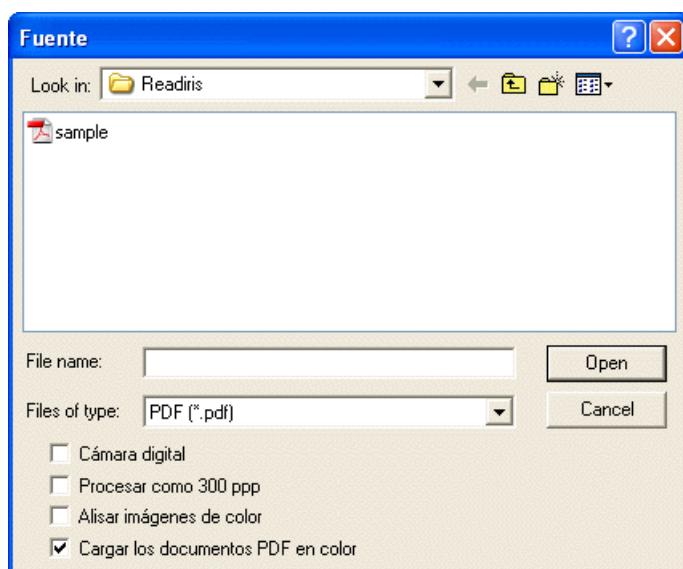 Fuente
Look in: Readiris
sample
File name:
Open
Files of type: PDF (*.pdf)
Cancel
Cámara digital
Procesar como 300 ppp
Alisar imágenes de color
Cargar los documentos PDF en color